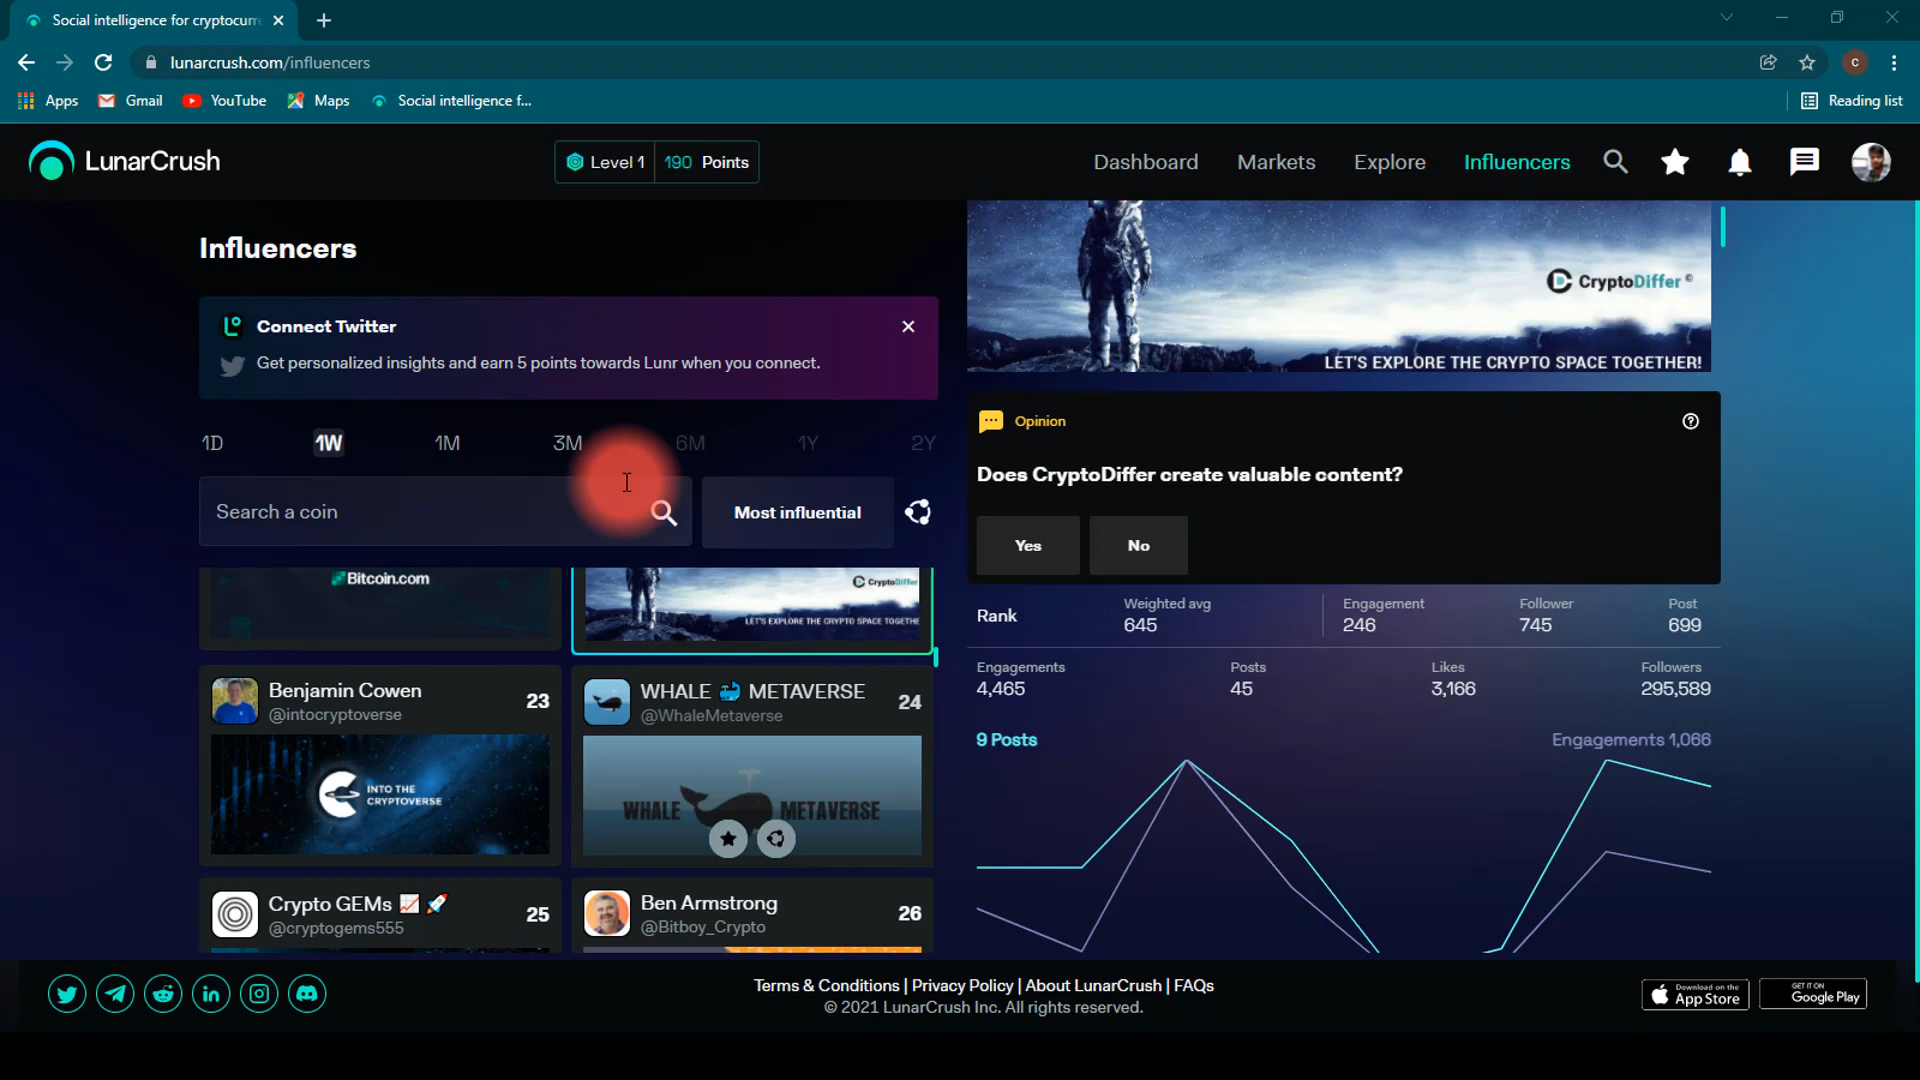 Social intelligence for cryptocurr
lunarcrush.com/influencers
C
Apps
Gmail
YouTube
Maps
Social intelligence f...
Reading list
LunarCrush
Level 1
190 Points
Dashboard
Markets
Explore
Influencers
Influencers
Connect Twitter
Get personalized insights and earn 5 points towards Lunr when you connect.
1D
1W
1M
3M
6M
1Y
2Y
Search a coin
Most influential
Bitcoin.com
CryptoDiffer
LET'S EXPLORE THE CRYPTO SPACE TOGETHE
Benjamin Cowen
@intocryptoverse
23
INTO THE
CRYPTOVERSE
WHALE 🐳 METAVERSE
@WhaleMetaverse
24
WHALE METAVERSE
Crypto GEMs 📈 🚀
@cryptogems555
25
Ben Armstrong
@Bitboy_Crypto
26
CryptoDiffer ©
LET'S EXPLORE THE CRYPTO SPACE TOGETHER!
Opinion
Does CryptoDiffer create valuable content?
Yes
No
Rank
Weighted avg
645
Engagement
246
Follower
745
Post
699
Engagements
4,465
Posts
45
Likes
3,166
Followers
295,589
9 Posts
Engagements 1,066
Terms & Conditions | Privacy Policy | About LunarCrush | FAQs
© 2021 LunarCrush Inc. All rights reserved.
Download on the
App Store
GET IT ON
Google Play